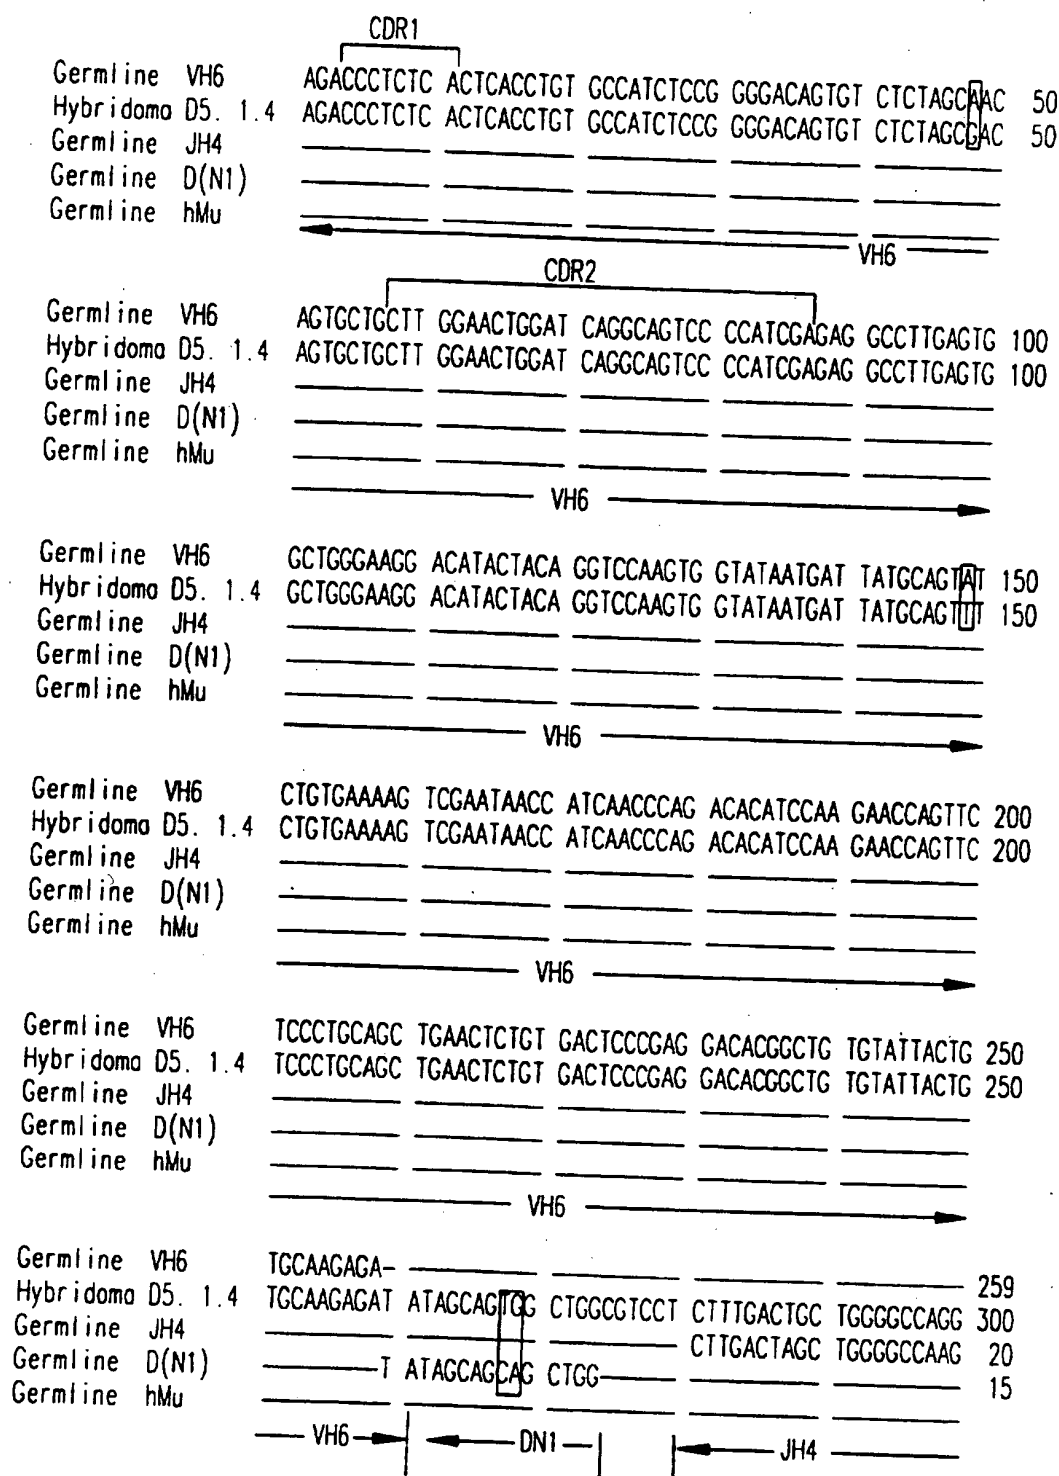 CDR1
Germline VH6 AGACCCTCTC ACTCACCTGT GCCATCTCCG GGGACAGTGT CTCTAGCAAC 50
Hybridoma D5. 1.4 AGACCCTCTC ACTCACCTGT GCCATCTCCG GGGACAGTGT CTCTAGCGAC 50
Germline JH4
Germline D(N1)
Germline hMu
VH6
CDR2
Germline VH6 AGTGCTGCTT GGAACTGGAT CAGGCAGTCC CCATCGAGAG GCCTTGAGTG 100
Hybridoma D5. 1.4 AGTGCTGCTT GGAACTGGAT CAGGCAGTCC CCATCGAGAG GCCTTGAGTG 100
Germline JH4
Germline D(N1)
Germline hMu
VH6
Germline VH6 GCTGGGAAGG ACATACTACA GGTCCAAGTG GTATAATGAT TATGCAGTAT 150
Hybridoma D5. 1.4 GCTGGGAAGG ACATACTACA GGTCCAAGTG GTATAATGAT TATGCAGTTT 150
Germline JH4
Germline D(N1)
Germline hMu
VH6
Germline VH6 CTGTGAAAAG TCGAATAACC ATCAACCCAG ACACATCCAA GAACCAGTTC 200
Hybridoma D5. 1.4 CTGTGAAAAG TCGAATAACC ATCAACCCAG ACACATCCAA GAACCAGTTC 200
Germline JH4
Germline D(N1)
Germline hMu
VH6
Germline VH6 TCCCTGCAGC TGAACTCTGT GACTCCCGAG GACACGGCTG TGTATTACTG 250
Hybridoma D5. 1.4 TCCCTGCAGC TGAACTCTGT GACTCCCGAG GACACGGCTG TGTATTACTG 250
Germline JH4
Germline D(N1)
Germline hMu
VH6
Germline VH6 TGCAAGAGA- 259
Hybridoma D5. 1.4 TGCAAGAGAT ATAGCAGTGG CTGGCGTCCT CTTTGACTGC TGGGGCCAGG 300
Germline JH4 CTTGACTAGC TGGGGCCAAG 20
Germline D(N1) T ATAGCAGCAG CTGG 15
Germline hMu
VH6 DN1 JH4